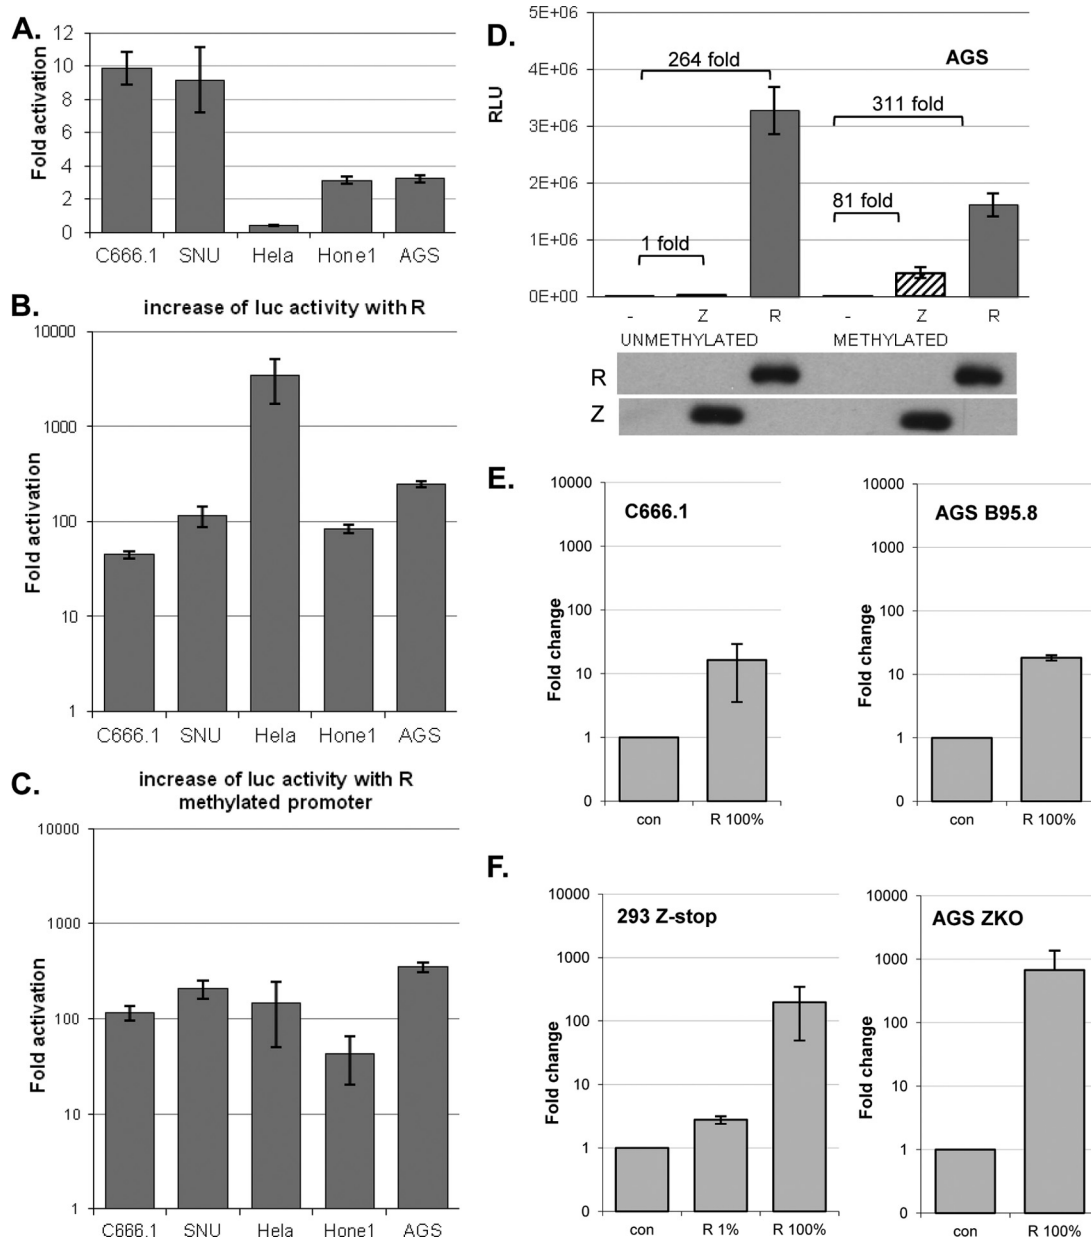 A.
Fold activation
12
10
8
6
4
2
0
C666.1 SNU Hela Hone1 AGS
B.
increase of luc activity with R
Fold activation
10000
1000
100
10
1
C666.1 SNU Hela Hone1 AGS
C.
increase of luc activity with R
methylated promoter
Fold activation
10000
1000
100
10
1
C666.1 SNU Hela Hone1 AGS
D.
RLU
5E+06
4E+06
3E+06
2E+06
1E+06
0E+00
AGS
264 fold
311 fold
81 fold
1 fold
- Z R - Z R
UNMETHYLATED METHYLATED
R
Z
E.
C666.1
Fold change
10000
1000
100
10
1
0
con R 100%
AGS B95.8
Fold change
10000
1000
100
10
1
0
con R 100%
F.
293 Z-stop
Fold change
10000
1000
100
10
1
0
con R 1% R 100%
AGS ZKO
Fold change
10000
1000
100
10
1
0
con R 100%